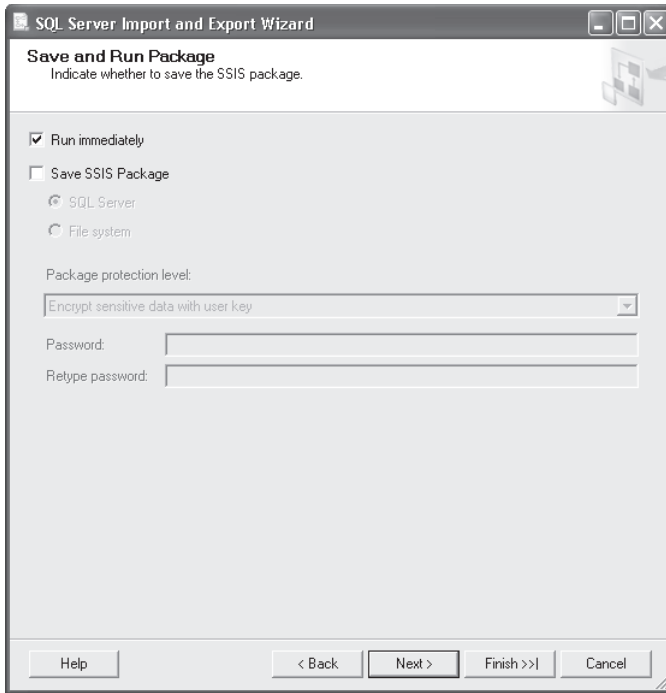 SQL Server Import and Export Wizard
Save and Run Package
Indicate whether to save the SSIS package.
Run immediately
Save SSIS Package
SQL Server
File system
Package protection level:
Encrypt sensitive data with user key
Password:
Retype password:
Help
< Back
Next >
Finish >>|
Cancel